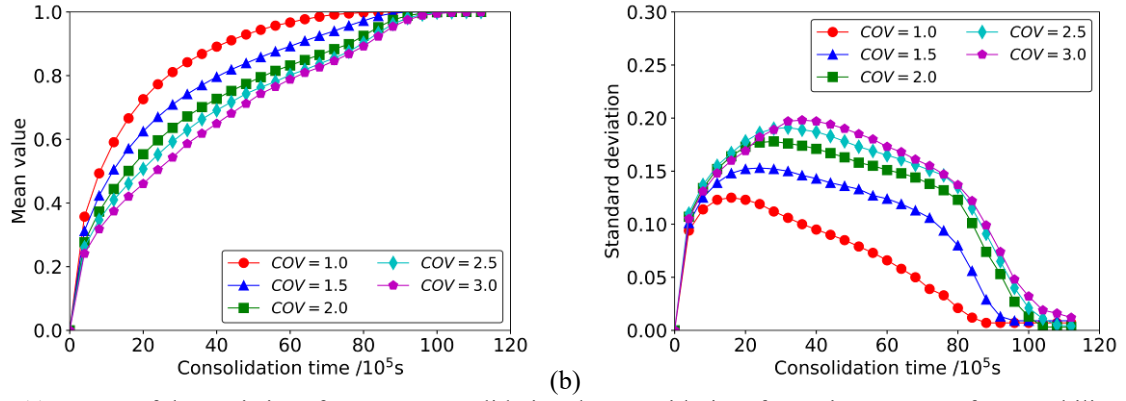 1.0
0.8
0.6
0.4
0.2
0.0
Mean value
0 20 40 60 80 100 120
Consolidation time /10⁵s
COV = 1.0
COV = 1.5
COV = 2.0
COV = 2.5
COV = 3.0
0.30
0.25
0.20
0.15
0.10
0.05
0.00
Standard deviation
0 20 40 60 80 100 120
Consolidation time /10⁵s
COV = 1.0
COV = 1.5
COV = 2.0
COV = 2.5
COV = 3.0
(b)